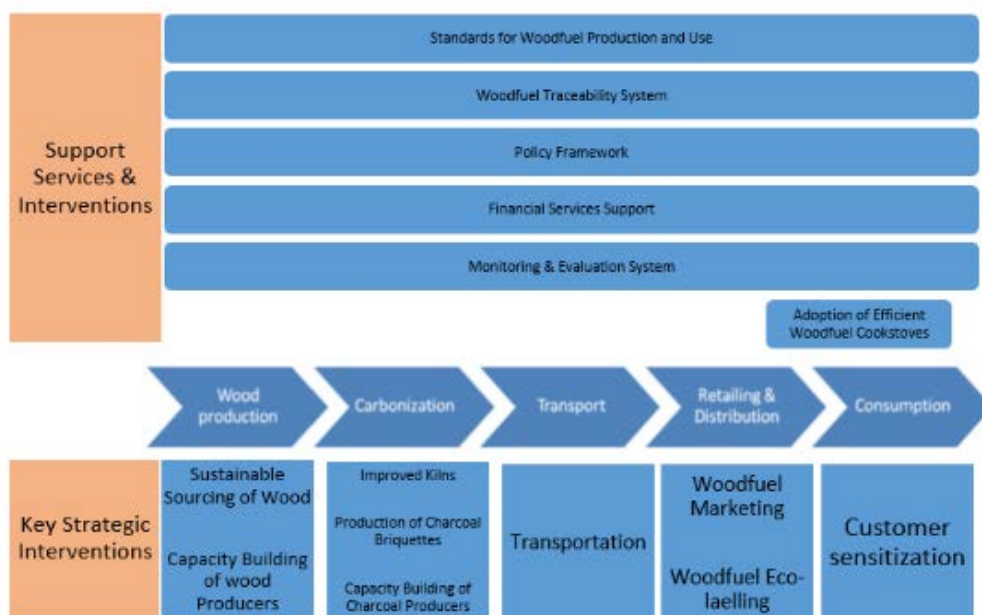 Support
Services &
Interventions
Standards for Woodfuel Production and Use
Woodfuel Traceability System
Policy Framework
Financial Services Support
Monitoring & Evaluation System
Adoption of Efficient
Woodfuel Cookstoves
Wood
production
Carbonization
Transport
Retailing &
Distribution
Consumption
Key Strategic
Interventions
Sustainable
Sourcing of Wood
Capacity Building
of wood
Producers
Improved Kilns
Production of Charcoal
Briquettes
Capacity Building of
Charcoal Producers
Transportation
Woodfuel
Marketing
Woodfuel Eco-
laelling
Customer
sensitization